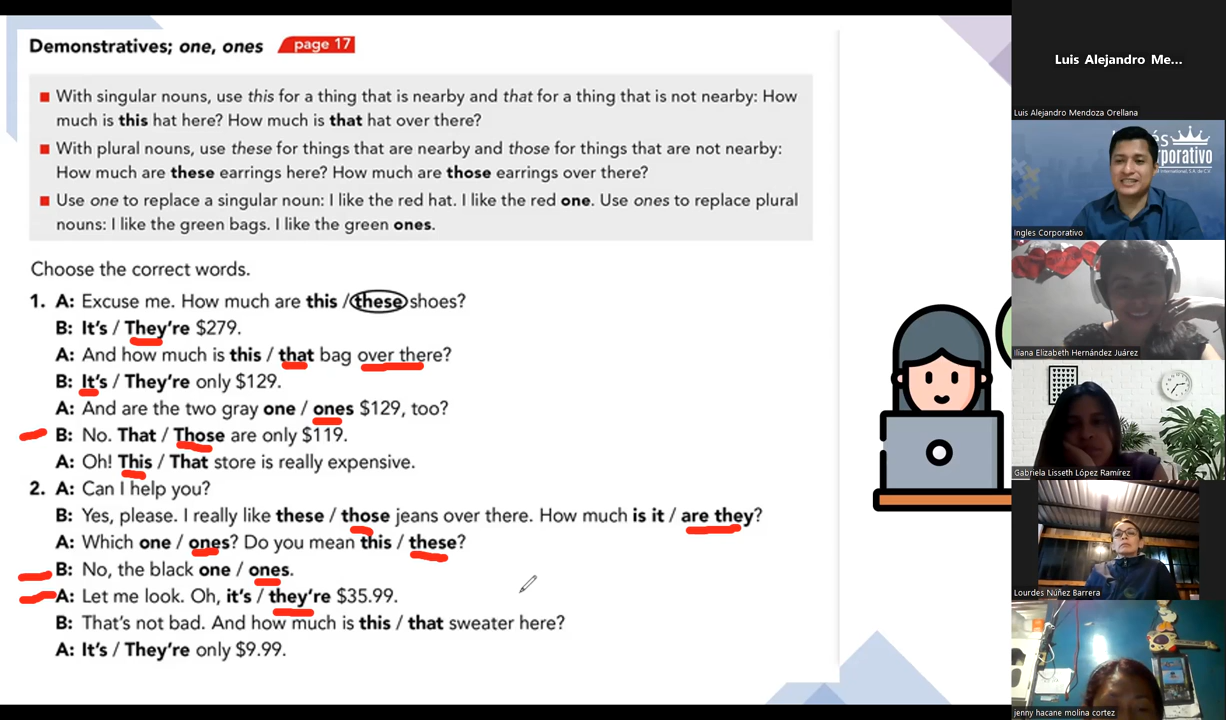 Demonstratives; one, ones page 17
■ With singular nouns, use this for a thing that is nearby and that for a thing that is not nearby: How
much is this hat here? How much is that hat over there?
■ With plural nouns, use these for things that are nearby and those for things that are not nearby:
How much are these earrings here? How much are those earrings over there?
■ Use one to replace a singular noun: I like the red hat. I like the red one. Use ones to replace plural
nouns: I like the green bags. I like the green ones.
Choose the correct words.
1. A: Excuse me. How much are this / these shoes?
B: It's / They're $279.
A: And how much is this / that bag over there?
B: It's / They're only $129.
A: And are the two gray one / ones $129, too?
B: No. That / Those are only $119.
A: Oh! This / That store is really expensive.
2. A: Can I help you?
B: Yes, please. I really like these / those jeans over there. How much is it / are they?
A: Which one / ones? Do you mean this / these?
B: No, the black one / ones.
A: Let me look. Oh, it's / they're $35.99.
B: That's not bad. And how much is this / that sweater here?
A: It's / They're only $9.99.
Luis Alejandro Me...
Luis Alejandro Mendoza Orellana
Ingles Corporativo
Iliana Elizabeth Hernández Juárez
Gabriela Lisseth López Ramírez
Lourdes Núñez Barrera
jenny hacane molina cortez